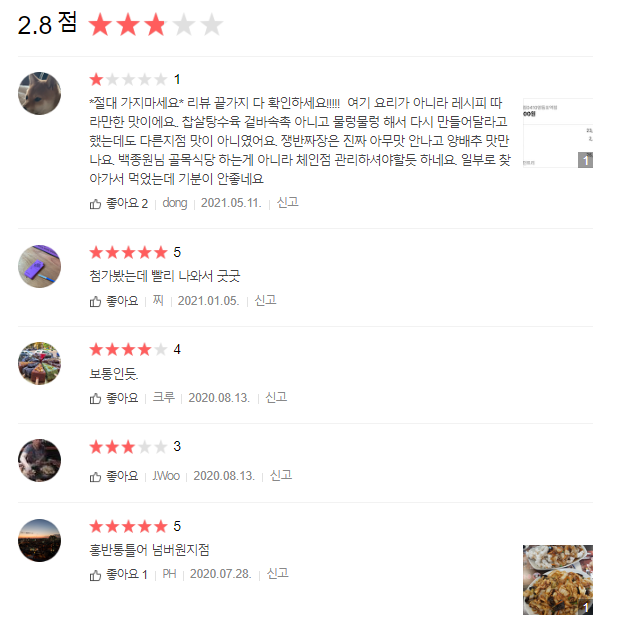 2.8 점
1
*절대 가지마세요* 리뷰 끝가지 다 확인하세요!!!!! 여기 요리가 아니라 레시피 따
라만한 맛이에요. 찹살탕수육 겉바속촉 아니고 물렁물렁 해서 다시 만들어달라고
했는데도 다른지점 맛이 아니였어요. 쟁반짜장은 진짜 아무맛 안나고 양배추 맛만
나요. 백종원님 골목식당 하는게 아니라 체인점 관리하셔야할듯 하네요. 일부로 찾
아가서 먹었는데 기분이 안좋네요
00원
1
좋아요 2 dong 2021.05.11. 신고
5
첨가봤는데 빨리 나와서 굿굿
좋아요 찌 2021.01.05. 신고
4
보통인듯.
좋아요 크루 2020.08.13. 신고
3
좋아요 J.Woo 2020.08.13. 신고
5
홍반통틀어 넘버원지점
좋아요 1 PH 2020.07.28. 신고
1